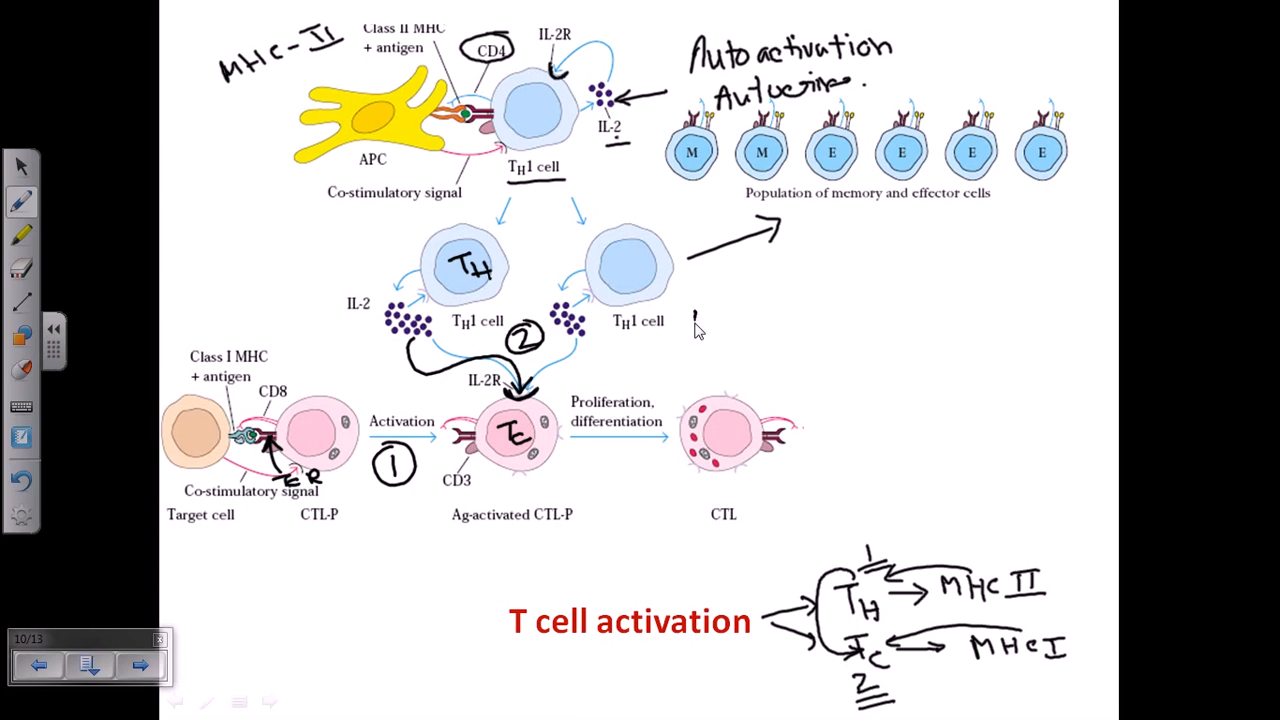 MHC-II
Class II MHC
+ antigen
CD4
IL-2R
Auto activation
Autocrine.
IL-2
APC
TH1 cell
Co-stimulatory signal
M M E E E E
Population of memory and effector cells
TH
IL-2
TH1 cell
TH1 cell
2
Class I MHC
+ antigen
CD8
IL-2R
Activation
Proliferation,
differentiation
TC
1
CD3
TCR
Co-stimulatory signal
Target cell
CTL-P
Ag-activated CTL-P
CTL
1
TH → MHC II
T cell activation
TC → MHC I
2
10/13
x